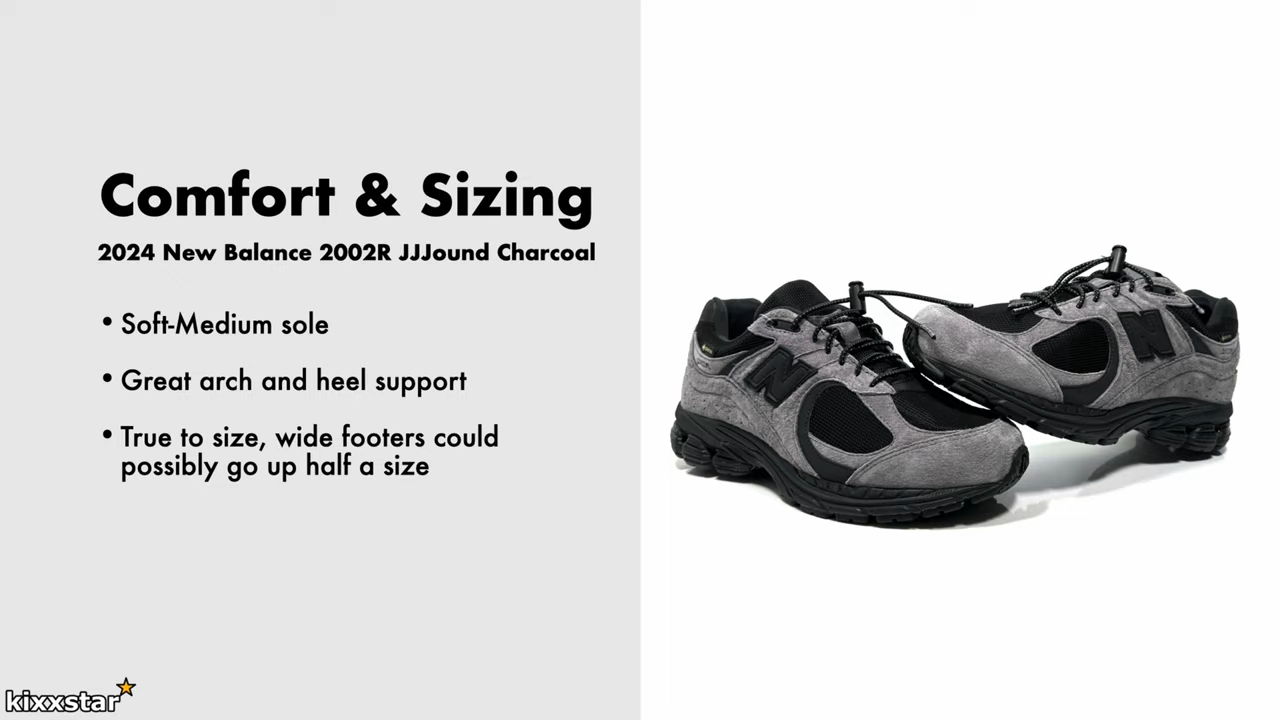 Comfort & Sizing
2024 New Balance 2002R JJJound Charcoal
• Soft-Medium sole
• Great arch and heel support
• True to size, wide footers could
possibly go up half a size
N
N
kixxstar